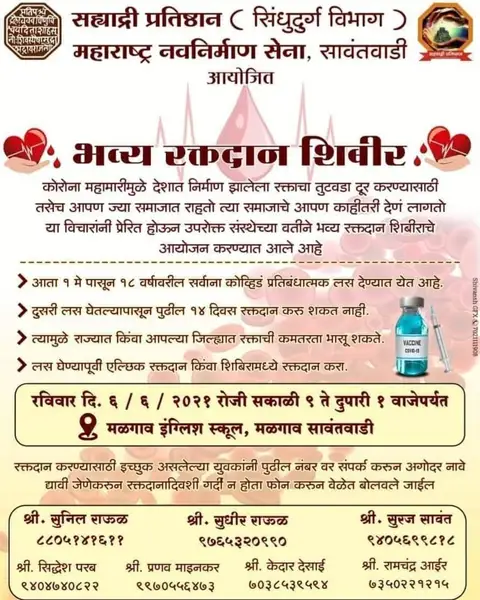 सह्याद्री प्रतिष्ठान ( सिंधुदुर्ग विभाग )
महाराष्ट्र नवनिर्माण सेना, सावंतवाडी
आयोजित
भव्य रक्तदान शिबीर
कोरोना महामारीमुळे देशात निर्माण झालेला रक्ताचा तुटवडा दूर करण्यासाठी
तसेच आपण ज्या समाजात राहतो त्या समाजाचे आपण काहीतरी देणं लागतो
या विचारांनी प्रेरित होऊन उपरोक्त संस्थेच्या वतीने भव्य रक्तदान शिबीराचे
आयोजन करण्यात आले आहे
आता १ मे पासून १८ वर्षावरील सर्वाना कोव्हिडं प्रतिबंधात्मक लस देण्यात येत आहे.
दुसरी लस घेतल्यापासून पुढील १४ दिवस रक्तदान करु शकत नाही.
त्यामुळे राज्यात किंवा आपल्या जिल्ह्यात रक्ताची कमतरता भासू शकते.
लस घेण्यापूर्वी एच्छिक रक्तदान किंवा शिबिरामध्ये रक्तदान करा.
VACCINE
COVID-19
रविवार दि. ६ / ६ / २०२१ रोजी सकाळी ९ ते दुपारी १ वाजेपर्यंत
मळगाव इंग्लिश स्कूल, मळगाव सावंतवाडी
रक्तदान करण्यासाठी इच्छुक असलेल्या युवकांनी पुढील नंबर वर संपर्क करुन अगोदर नावे
द्यावी जेणेकरुन रक्तदानादिवशी गर्दी न होता फोन करुन वेळेत बोलवले जाईल
श्री. सुनिल राऊळ
८८०५१४१६११
श्री. सुधीर राऊळ
९७६५३२०९९०
श्री. सुरज सावंत
९४०५६९९८१८
श्री. सिद्धेश परब
९४०४७४०८२२
श्री. प्रणव माइनकर
९९७०५५६४७३
श्री. केदार देसाई
७०३८५३९५९४
श्री. रामचंद्र आईर
७३५०२२१२१५